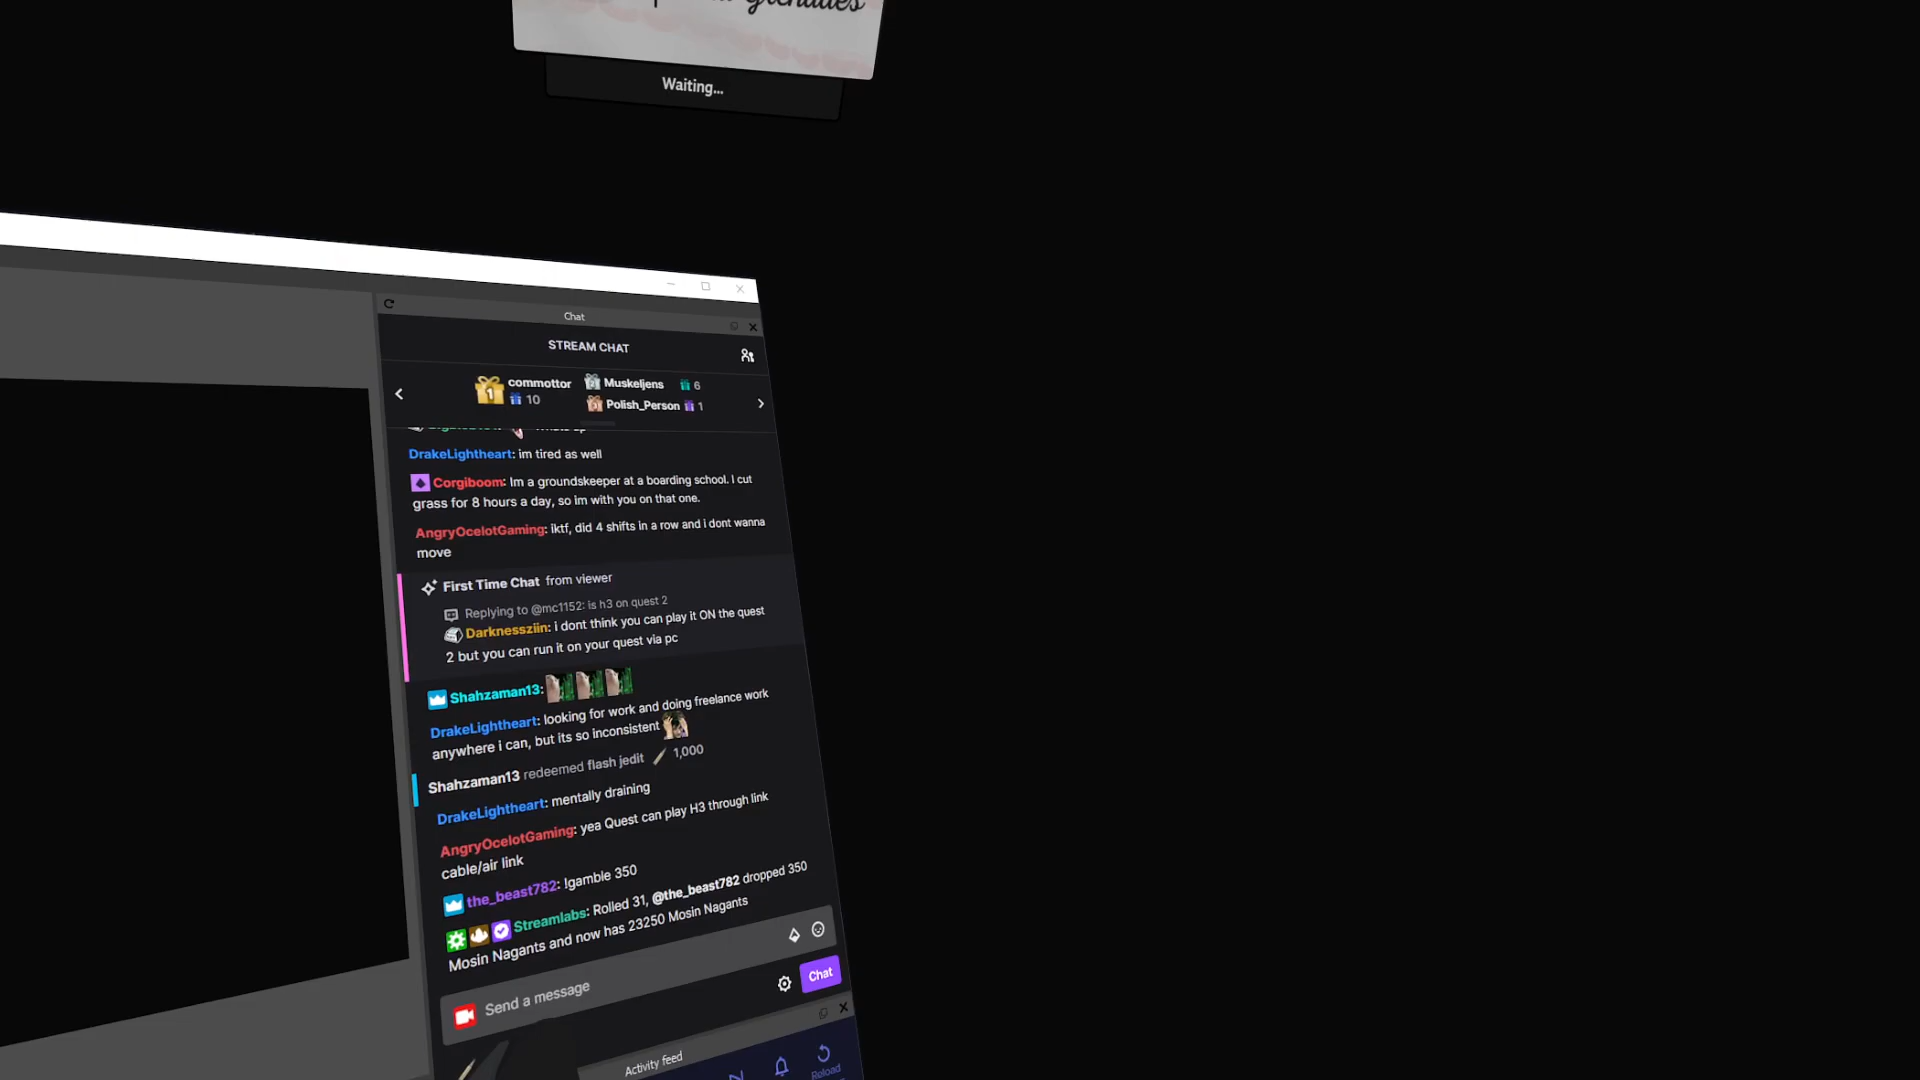 Grenades
Waiting...
Chat
STREAM CHAT
commottor
10
Muskeljens 6
Polish_Person 1
DrakeLightheart: im tired as well
Corgiboom: Im a groundskeeper at a boarding school. I cut
grass for 8 hours a day, so im with you on that one.
AngryOcelotGaming: iktf, did 4 shifts in a row and i dont wanna
move
First Time Chat from viewer
Replying to @mc1152: is h3 on quest 2
Darknessziin: i dont think you can play it ON the quest
2 but you can run it on your quest via pc
Shahzaman13:
DrakeLightheart: looking for work and doing freelance work
anywhere i can, but its so inconsistent
Shahzaman13 redeemed flash jedit 1,000
DrakeLightheart: mentally draining
AngryOcelotGaming: yea Quest can play H3 through link
cable/air link
the_beast782: !gamble 350
Streamlabs: Rolled 31, @the_beast782 dropped 350
Mosin Nagants and now has 23250 Mosin Nagants
Send a message
Chat
Activity feed
Reload